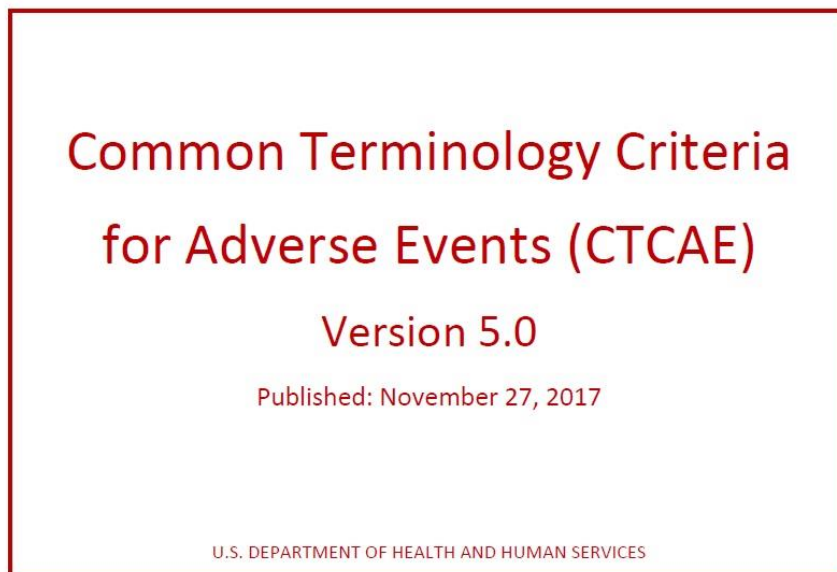 Common Terminology Criteria
for Adverse Events (CTCAE)
Version 5.0
Published: November 27, 2017
U.S. DEPARTMENT OF HEALTH AND HUMAN SERVICES